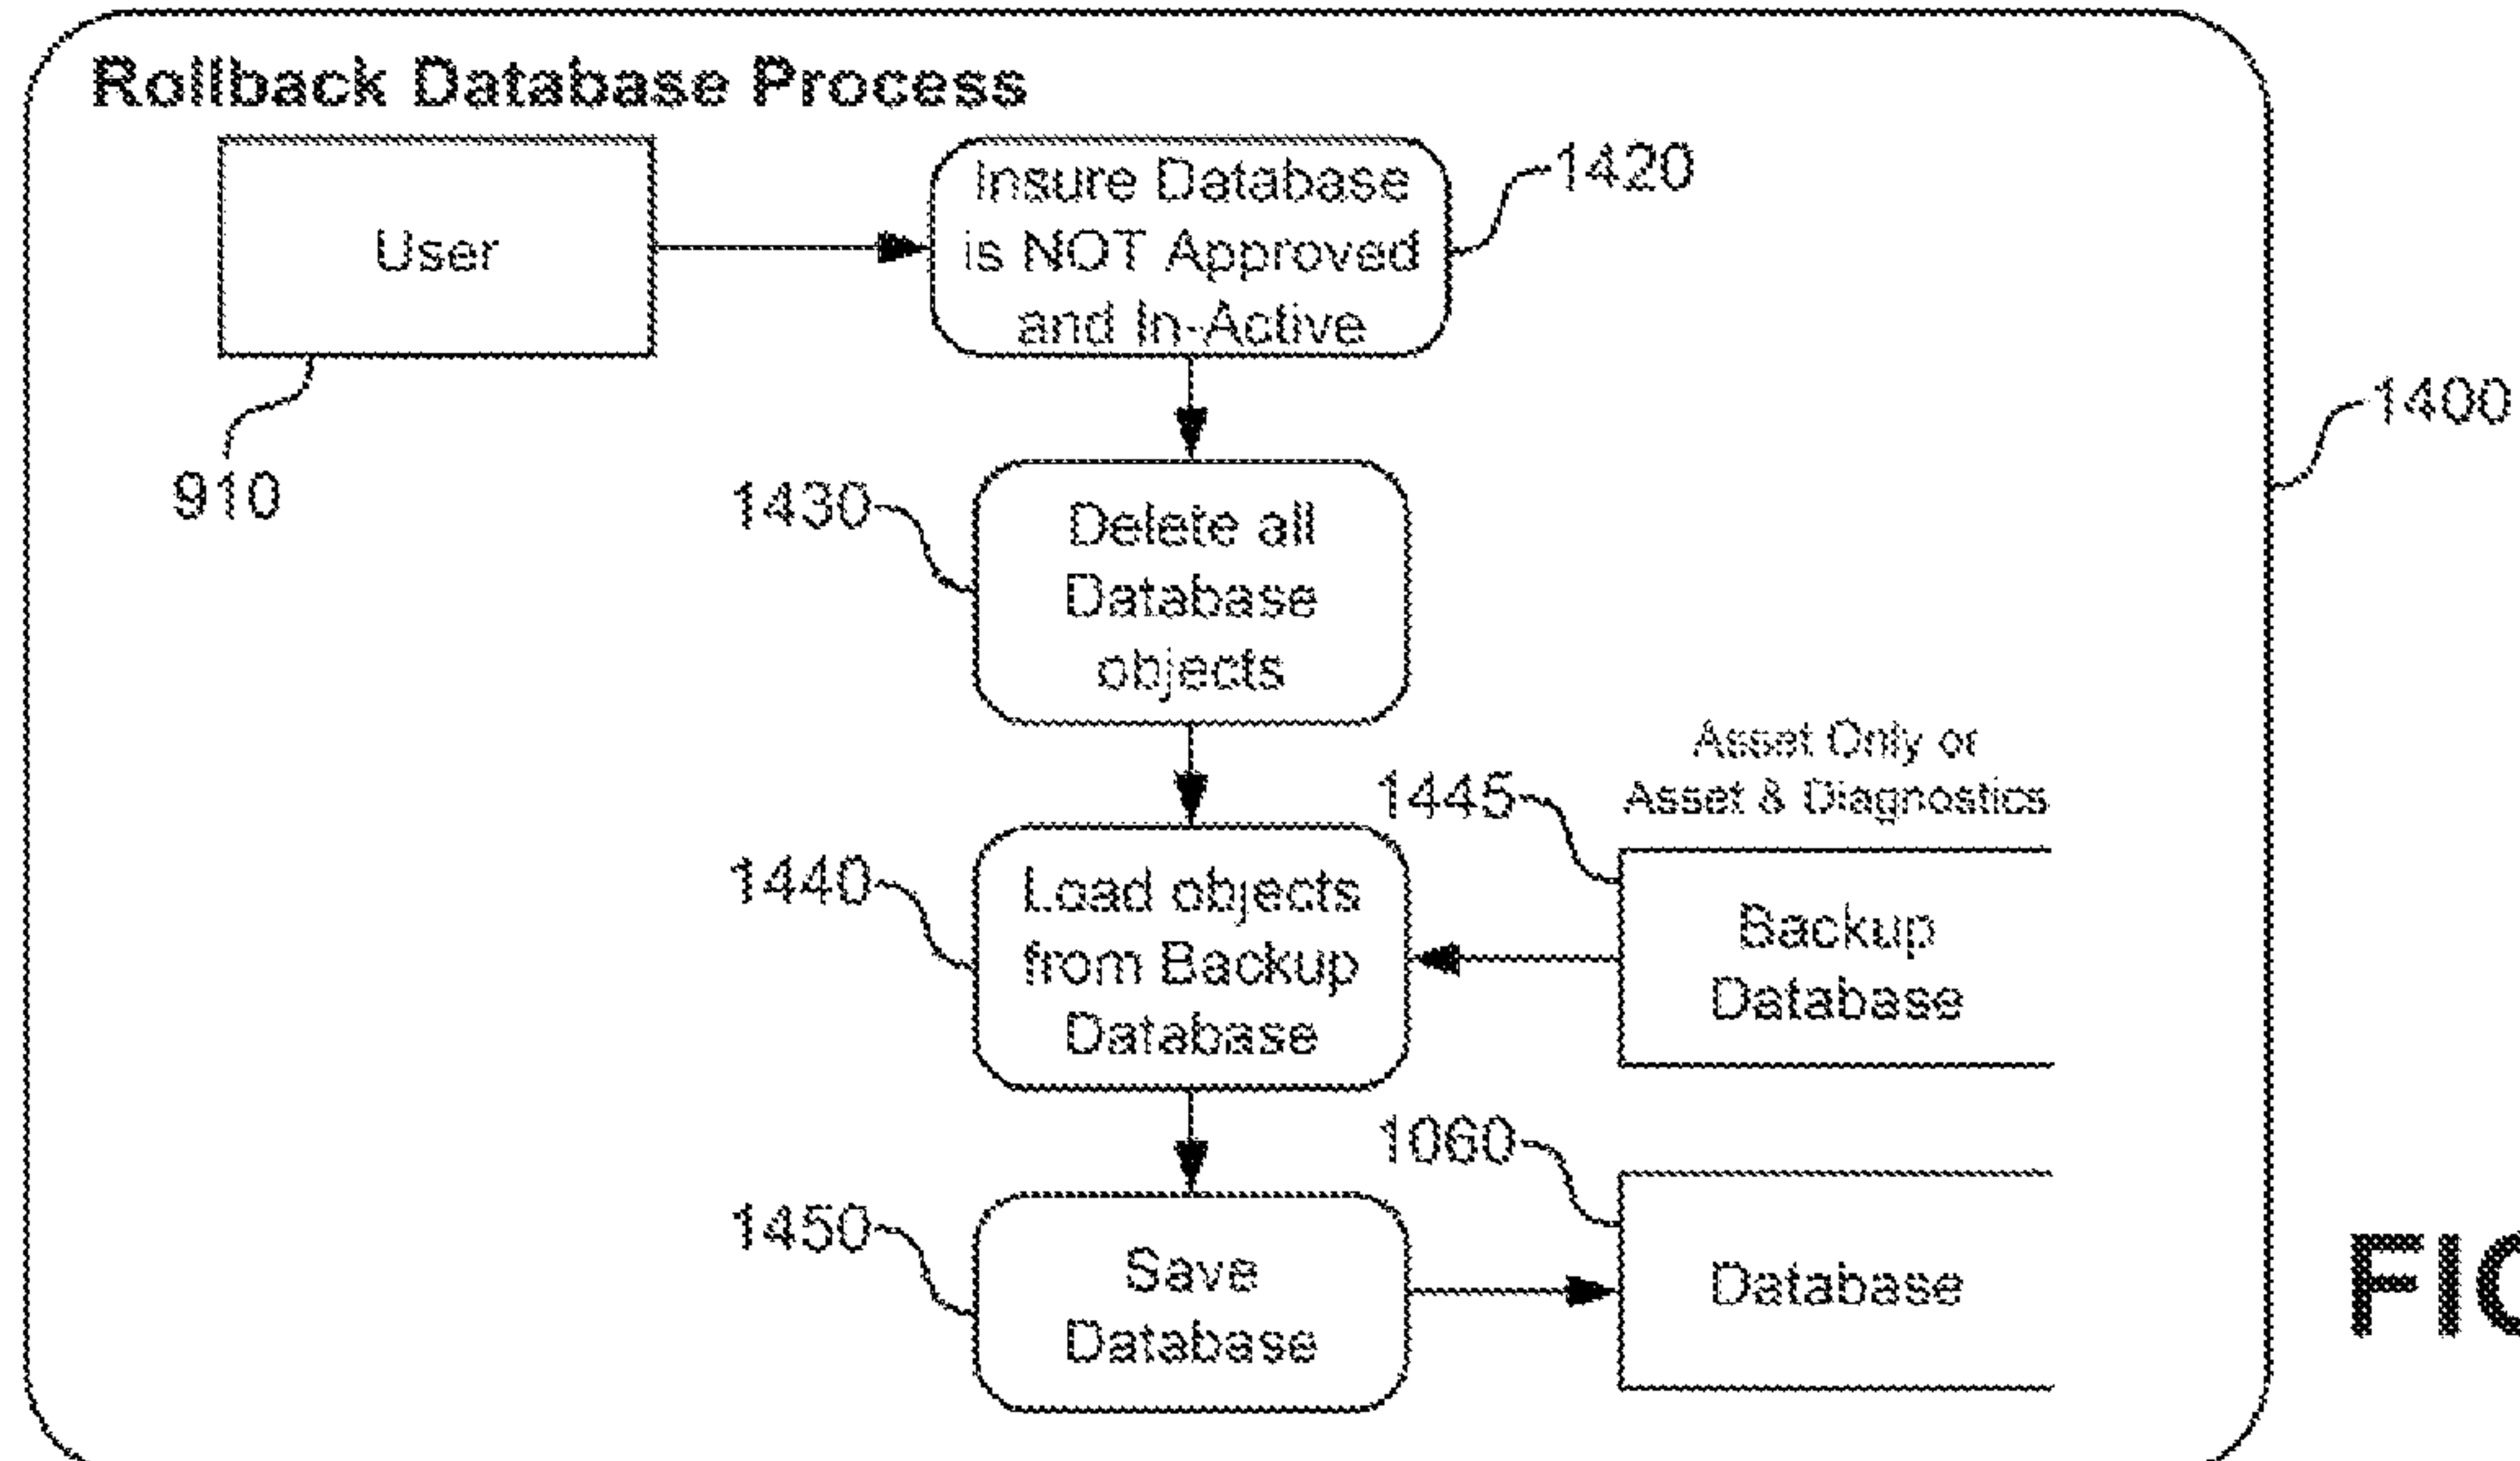 Rollback Database Process
User
910
Insure Database
is NOT Approved
and In-Active
1420
1400
1430
Delete all
Database
objects
1440
Load objects
from Backup
Database
1445
Asset Only or
Asset & Diagnostics
Backup
Database
1450
Save
Database
1060
Database